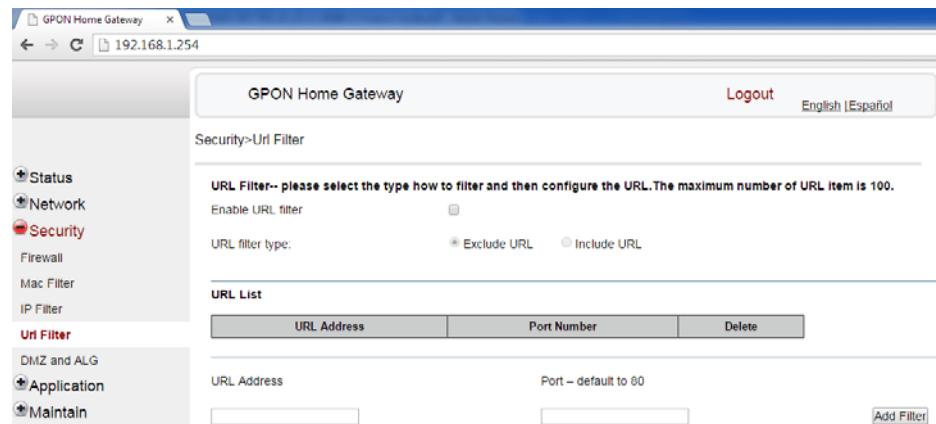 GPON Home Gateway
192.168.1.254
GPON Home Gateway
Logout
English |Español
Security>Url Filter
Status
Network
Security
Firewall
Mac Filter
IP Filter
Url Filter
DMZ and ALG
Application
Maintain
URL Filter-- please select the type how to filter and then configure the URL.The maximum number of URL item is 100.
Enable URL filter
URL filter type: Exclude URL Include URL
URL List
URL Address Port Number Delete
URL Address Port – default to 80
Add Filter